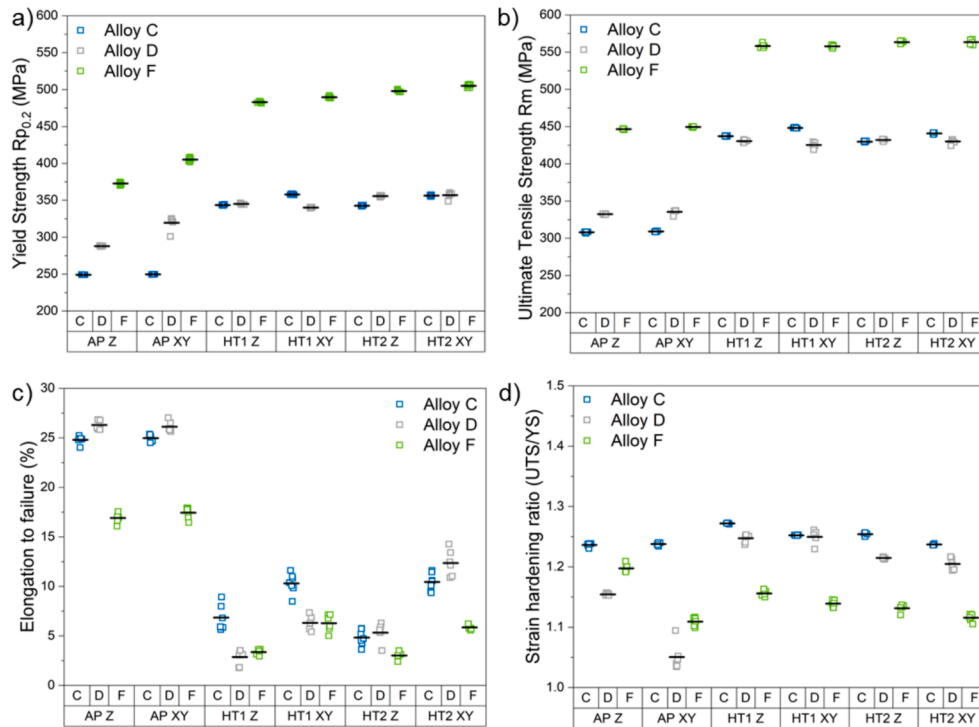 a)
Alloy C
Alloy D
Alloy F
Yield Strength Rp0.2 (MPa)
600
550
500
450
400
350
300
250
200
C D F C D F C D F C D F C D F C D F
AP Z AP XY HT1 Z HT1 XY HT2 Z HT2 XY
b)
Alloy C
Alloy D
Alloy F
Ultimate Tensile Strength Rm (MPa)
600
550
500
450
400
350
300
250
200
C D F C D F C D F C D F C D F C D F
AP Z AP XY HT1 Z HT1 XY HT2 Z HT2 XY
c)
Alloy C
Alloy D
Alloy F
Elongation to failure (%)
30
25
20
15
10
5
0
C D F C D F C D F C D F C D F C D F
AP Z AP XY HT1 Z HT1 XY HT2 Z HT2 XY
d)
Alloy C
Alloy D
Alloy F
Strain hardening ratio (UTS/YS)
1.5
1.4
1.3
1.2
1.1
1.0
C D F C D F C D F C D F C D F C D F
AP Z AP XY HT1 Z HT1 XY HT2 Z HT2 XY